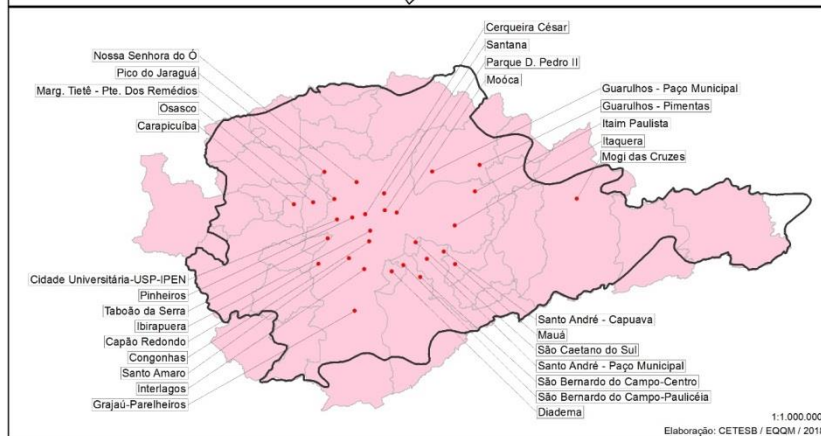 Cerqueira César
Santana
Parque D. Pedro II
Moóca
Nossa Senhora do Ó
Pico do Jaraguá
Marg. Tietê - Pte. Dos Remédios
Osasco
Carapicuíba
Guarulhos - Paço Municipal
Guarulhos - Pimentas
Itaim Paulista
Itaquera
Mogi das Cruzes
Cidade Universitária-USP-IPEN
Pinheiros
Taboão da Serra
Ibirapuera
Capão Redondo
Congonhas
Santo Amaro
Interlagos
Grajaú-Parelheiros
Santo André - Capuava
Mauá
São Caetano do Sul
Santo André - Paço Municipal
São Bernardo do Campo-Centro
São Bernardo do Campo-Paulicéia
Diadema
1:1.000.000
Elaboração: CETESB / EQQM / 2018